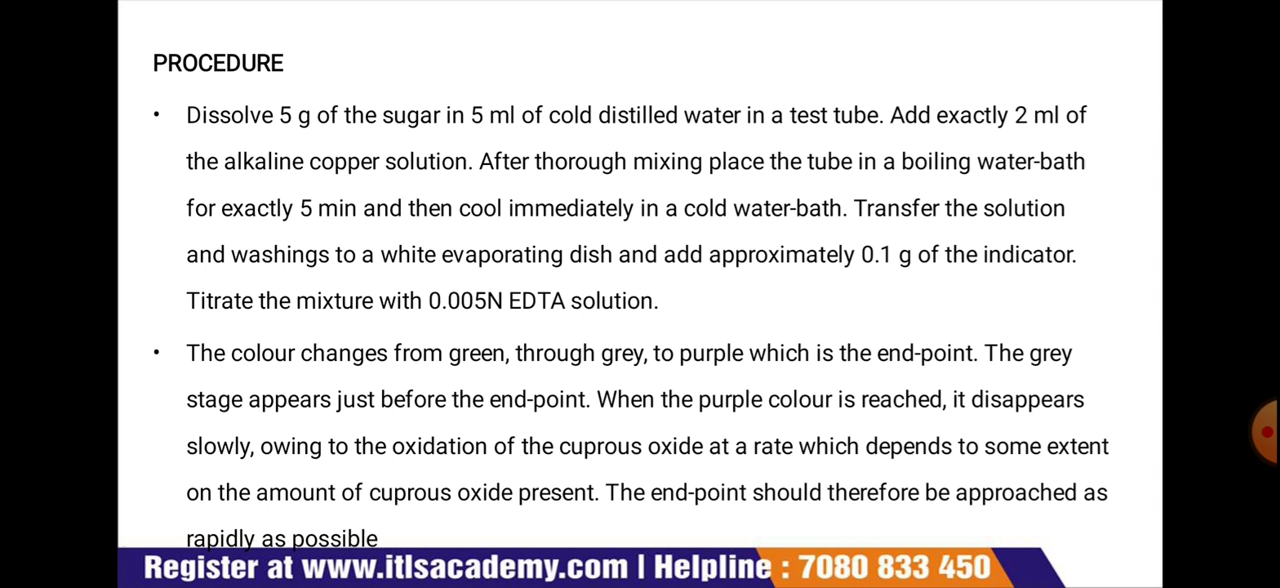 PROCEDURE
• Dissolve 5 g of the sugar in 5 ml of cold distilled water in a test tube. Add exactly 2 ml of
the alkaline copper solution. After thorough mixing place the tube in a boiling water-bath
for exactly 5 min and then cool immediately in a cold water-bath. Transfer the solution
and washings to a white evaporating dish and add approximately 0.1 g of the indicator.
Titrate the mixture with 0.005N EDTA solution.
• The colour changes from green, through grey, to purple which is the end-point. The grey
stage appears just before the end-point. When the purple colour is reached, it disappears
slowly, owing to the oxidation of the cuprous oxide at a rate which depends to some extent
on the amount of cuprous oxide present. The end-point should therefore be approached as
rapidly as possible
Register at www.itlsacademy.com | Helpline : 7080 833 450